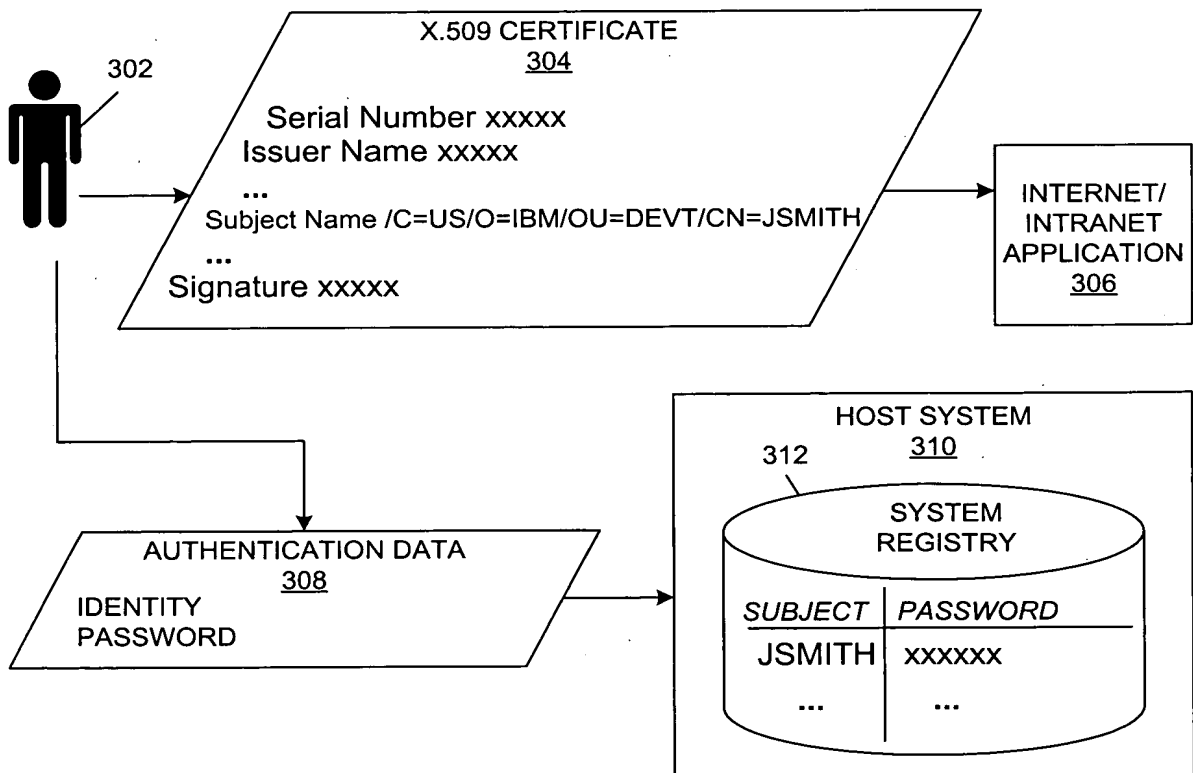 X.509 CERTIFICATE
304
302
Serial Number xxxxx
Issuer Name xxxxx
...
Subject Name /C=US/O=IBM/OU=DEVT/CN=JSMITH
...
Signature xxxxx
INTERNET/
INTRANET
APPLICATION
306
HOST SYSTEM
310
312
SYSTEM
REGISTRY
SUBJECT PASSWORD
JSMITH xxxxxx
... ...
AUTHENTICATION DATA
308
IDENTITY
PASSWORD